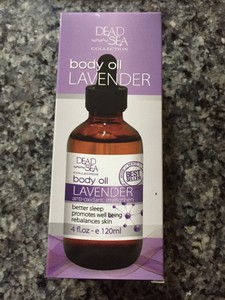 DEAD
SEA
COLLECTION
body oil
LAVENDER
DEAD
SEA
COLLECTION
body oil
LAVENDER
anti-oxidant, strengthens
BEST
SELLER
better sleep
promotes well being
rebalances skin
4 fl.oz - e 120ml